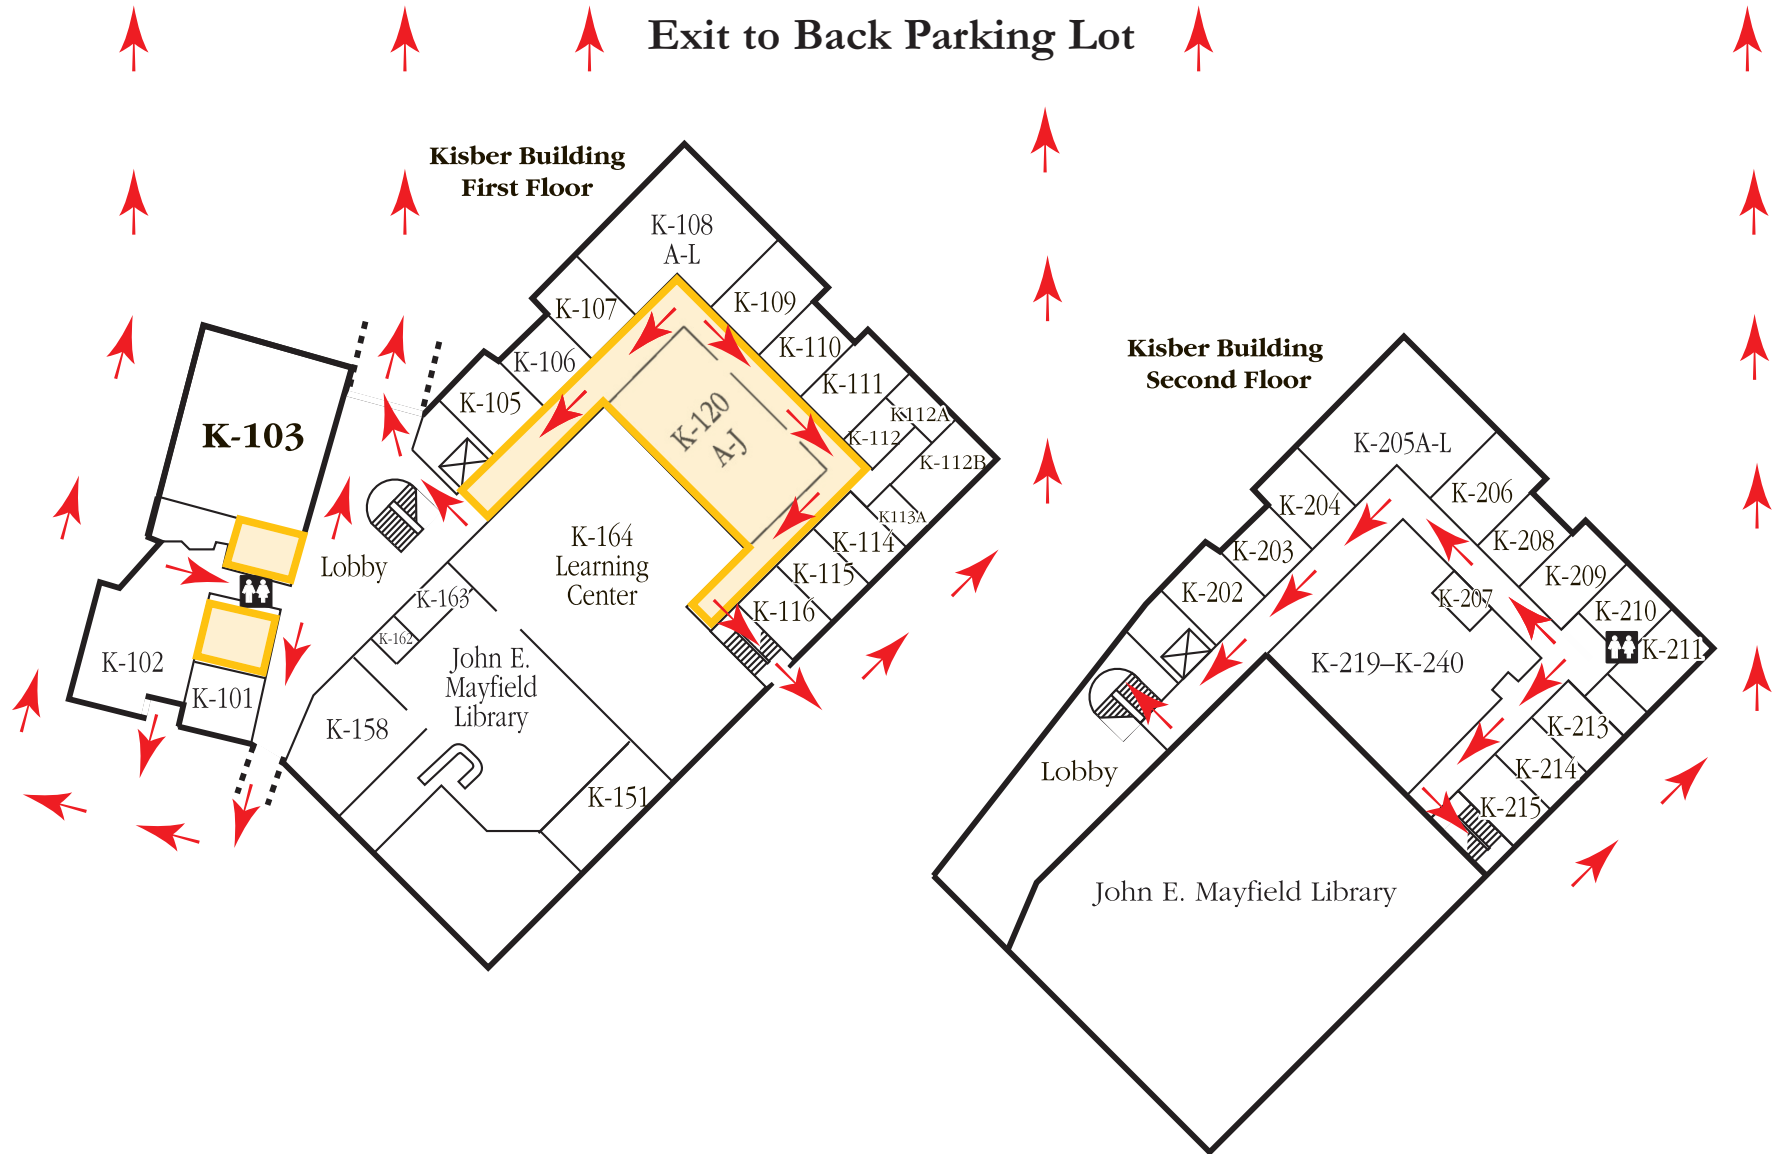 Exit to Back Parking Lot
Kisber Building
First Floor
K-108
A-L
K-107
K-109
K-106
K-110
K-105
K-111
K-112A
K-112
K-112B
K-120
A-J
K-103
K-113A
K-164
Learning
Center
K-114
K-115
K-116
Lobby
K-163
K-162
K-102
K-101
John E.
Mayfield
Library
K-158
K-151
Kisber Building
Second Floor
K-205A-L
K-204
K-206
K-203
K-208
K-202
K-209
K-207
K-210
K-211
K-219–K-240
K-213
K-214
K-215
Lobby
John E. Mayfield Library